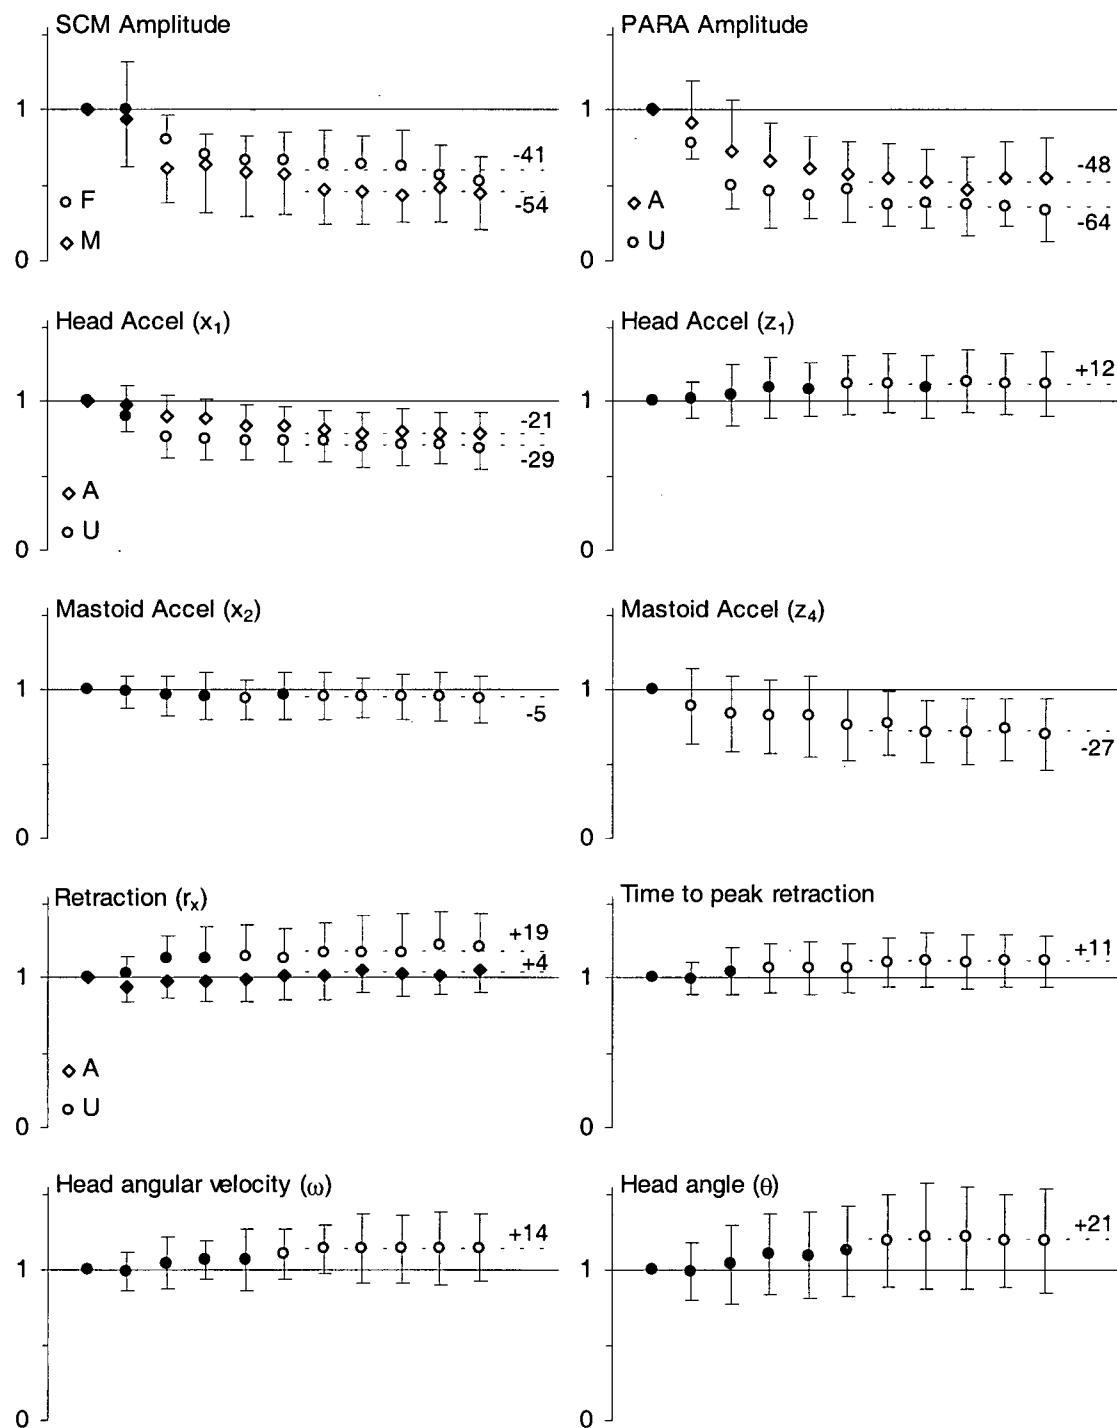 SCM Amplitude
1
-41
-54
F
M
0
PARA Amplitude
1
-48
-64
A
U
0
Head Accel (x₁)
1
-21
-29
A
U
0
Head Accel (z₁)
+12
1
0
Mastoid Accel (x₂)
1
-5
0
Mastoid Accel (z₄)
1
-27
0
Retraction (rₓ)
+19
+4
1
A
U
0
Time to peak retraction
+11
1
0
Head angular velocity (ω)
+14
1
0
Head angle (θ)
+21
1
0